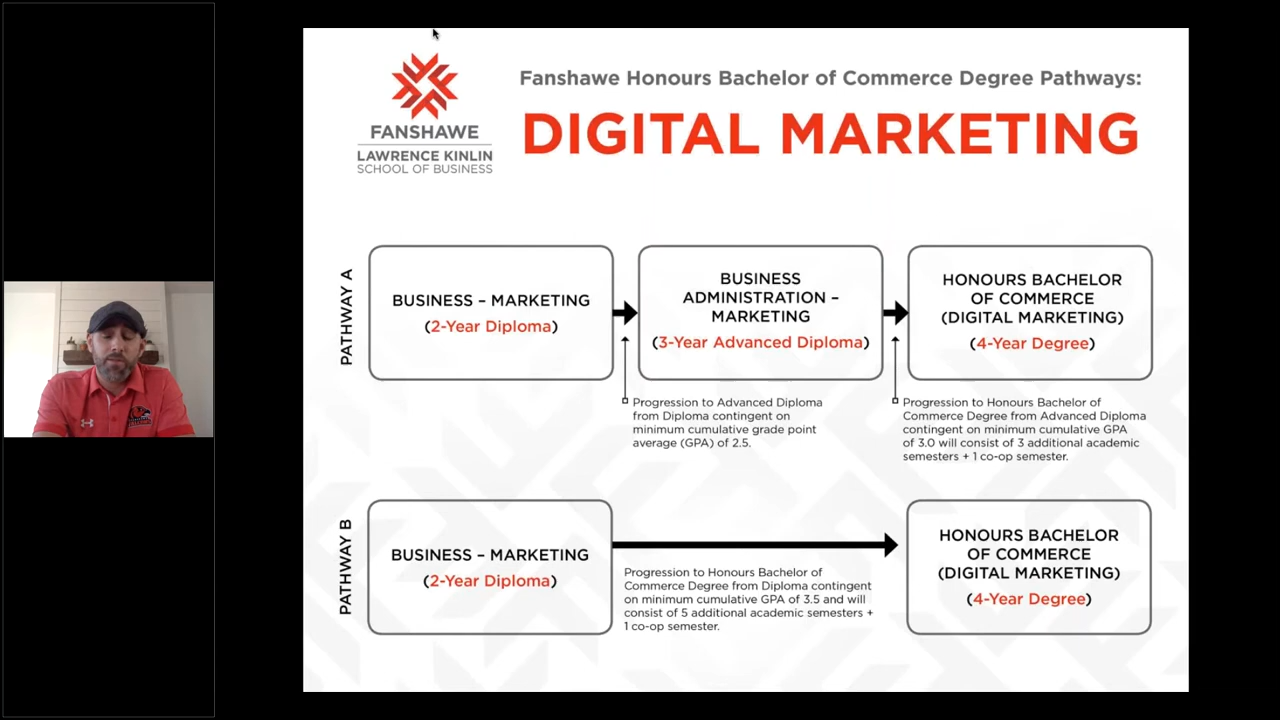 FANSHAWE
LAWRENCE KINLIN
SCHOOL OF BUSINESS
Fanshawe Honours Bachelor of Commerce Degree Pathways:
DIGITAL MARKETING
PATHWAY A
BUSINESS – MARKETING
(2-Year Diploma)
BUSINESS
ADMINISTRATION –
MARKETING
(3-Year Advanced Diploma)
HONOURS BACHELOR
OF COMMERCE
(DIGITAL MARKETING)
(4-Year Degree)
Progression to Advanced Diploma
from Diploma contingent on
minimum cumulative grade point
average (GPA) of 2.5.
Progression to Honours Bachelor of
Commerce Degree from Advanced Diploma
contingent on minimum cumulative GPA
of 3.0 will consist of 3 additional academic
semesters + 1 co-op semester.
PATHWAY B
BUSINESS – MARKETING
(2-Year Diploma)
Progression to Honours Bachelor of
Commerce Degree from Diploma contingent
on minimum cumulative GPA of 3.5 and will
consist of 5 additional academic semesters +
1 co-op semester.
HONOURS BACHELOR
OF COMMERCE
(DIGITAL MARKETING)
(4-Year Degree)